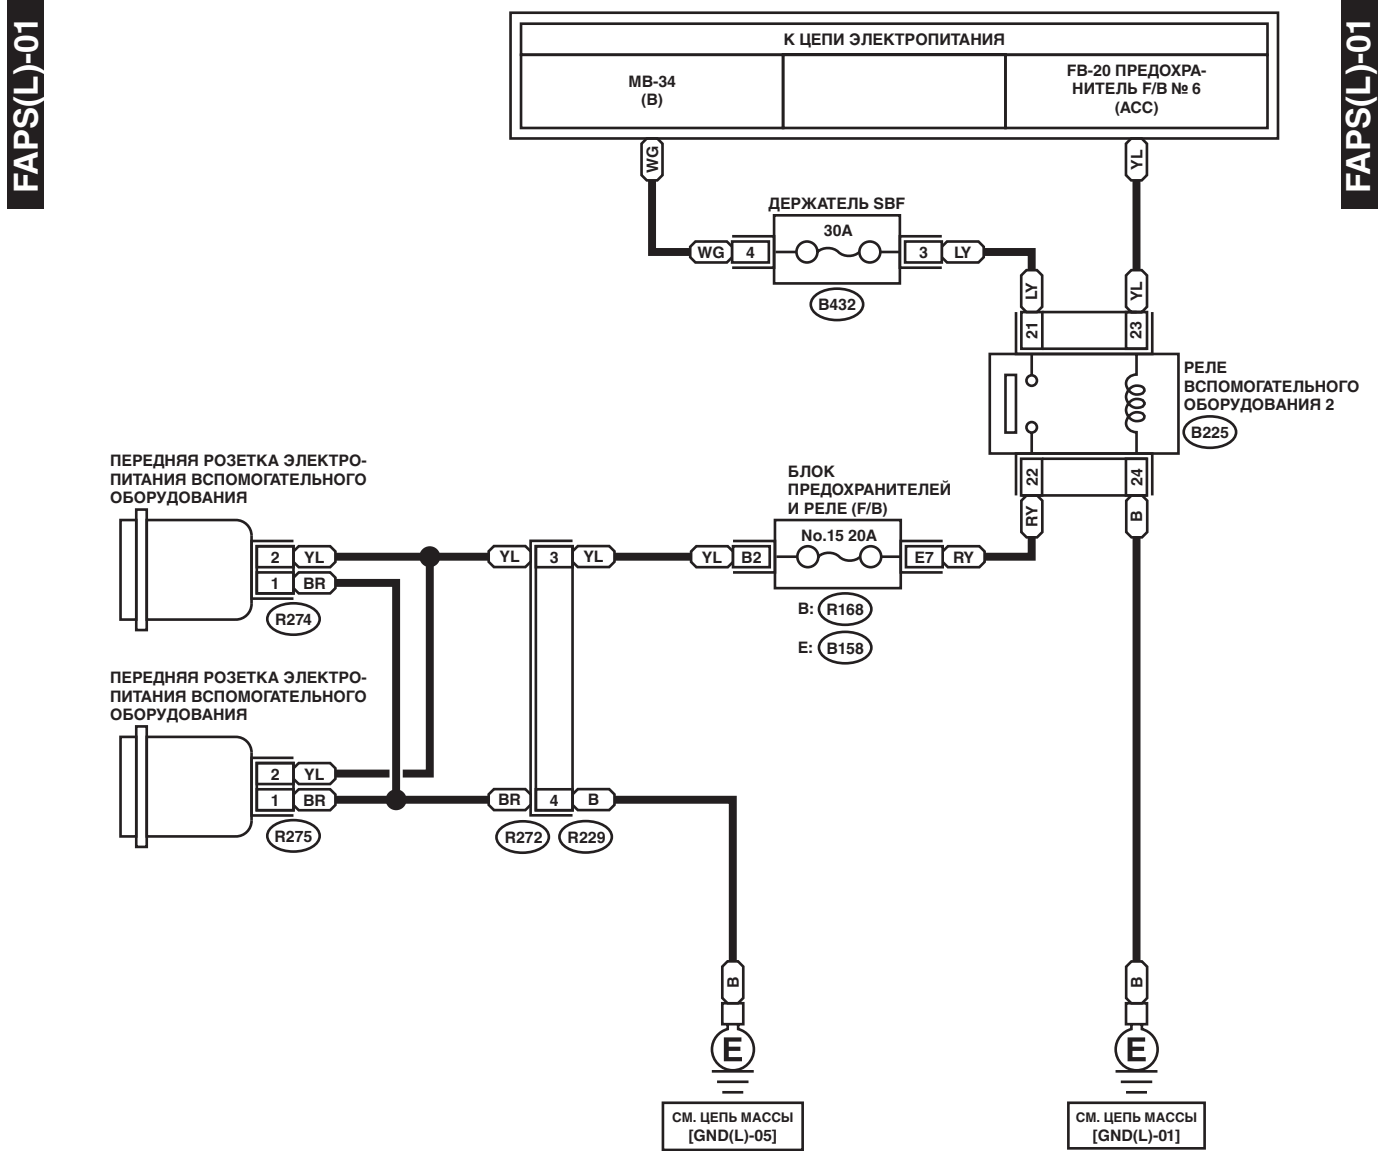 FAPS(L)-01
FAPS(L)-01
К ЦЕПИ ЭЛЕКТРОПИТАНИЯ
MB-34
(B)
FB-20 ПРЕДОХРА-
НИТЕЛЬ F/B № 6
(ACC)
WG
YL
ДЕРЖАТЕЛЬ SBF
30A
WG
4
3
LY
B432
LY
YL
21
23
РЕЛЕ
ВСПОМОГАТЕЛЬНОГО
ОБОРУДОВАНИЯ 2
B225
22
24
RY
B
ПЕРЕДНЯЯ РОЗЕТКА ЭЛЕКТРО-
ПИТАНИЯ ВСПОМОГАТЕЛЬНОГО
ОБОРУДОВАНИЯ
БЛОК
ПРЕДОХРАНИТЕЛЕЙ
И РЕЛЕ (F/B)
No.15 20A
2
YL
YL
3
YL
YL
B2
E7
RY
1
BR
R274
B:
R168
E:
B158
ПЕРЕДНЯЯ РОЗЕТКА ЭЛЕКТРО-
ПИТАНИЯ ВСПОМОГАТЕЛЬНОГО
ОБОРУДОВАНИЯ
2
YL
1
BR
BR
4
B
R275
R272
R229
B
B
E
E
СМ. ЦЕПЬ МАССЫ
[GND(L)-05]
СМ. ЦЕПЬ МАССЫ
[GND(L)-01]